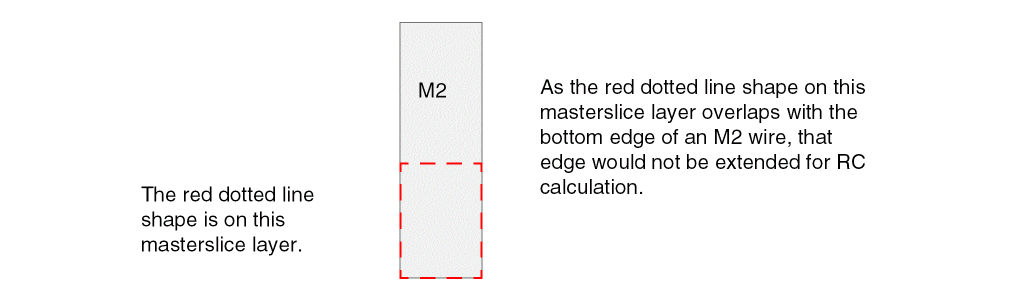 M2
As the red dotted line shape on this
masterslice layer overlaps with the
bottom edge of an M2 wire, that
edge would not be extended for RC
calculation.
The red dotted line
shape is on this
masterslice layer.